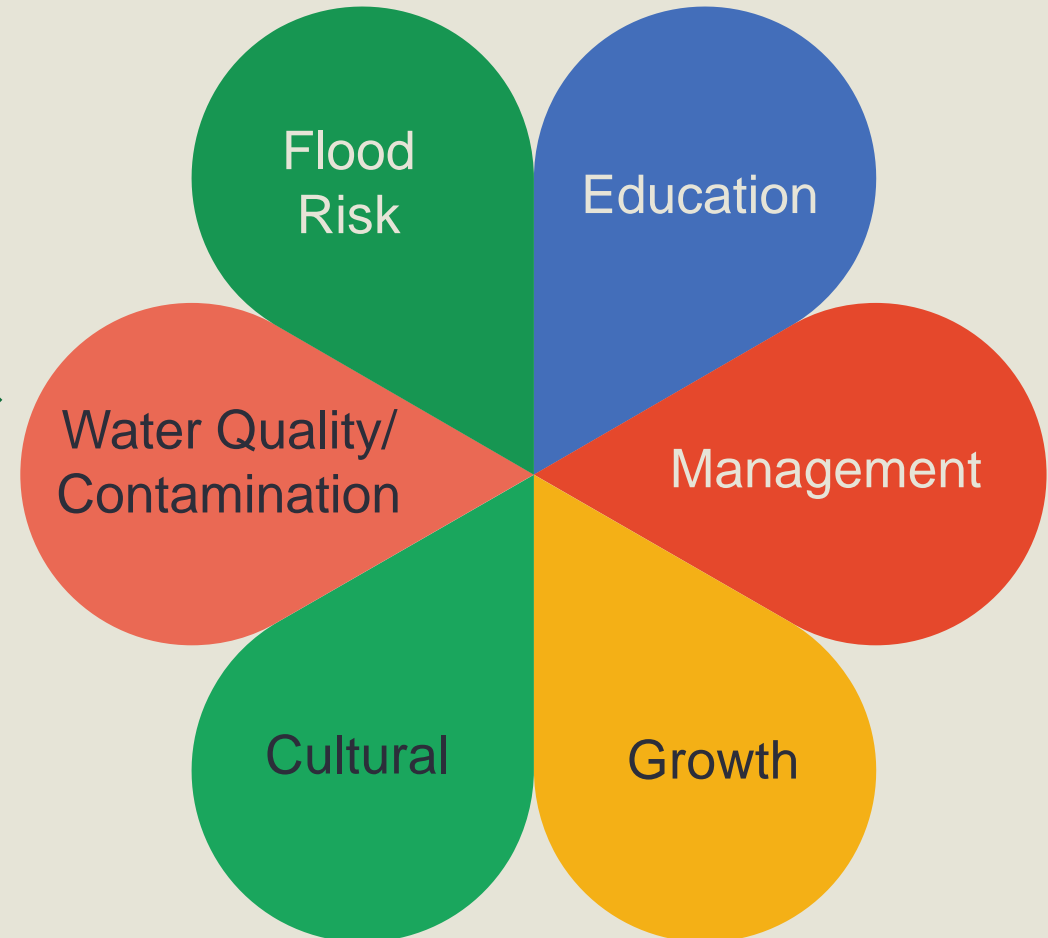 Flood
Risk
Education
Water Quality/
Contamination
Management
Cultural
Growth